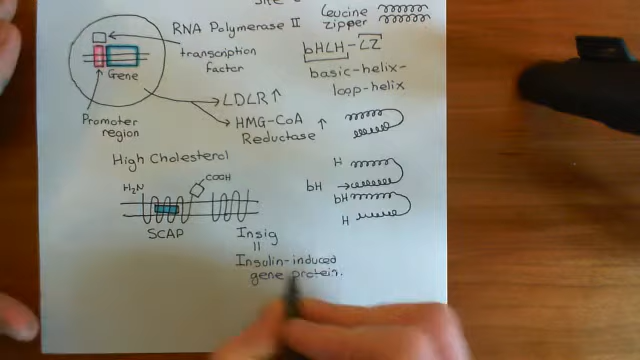 RNA Polymerase II
transcription
factor
Gene
Promoter
region
LDLR↑
HMG-CoA ↑
Reductase
High Cholesterol
H₂N
COOH
SCAP
Insig
=
Insulin-induced
gene protein.
Leucine
zipper
bHLH-LZ
basic-helix-
loop-helix
H
bH
bH
H